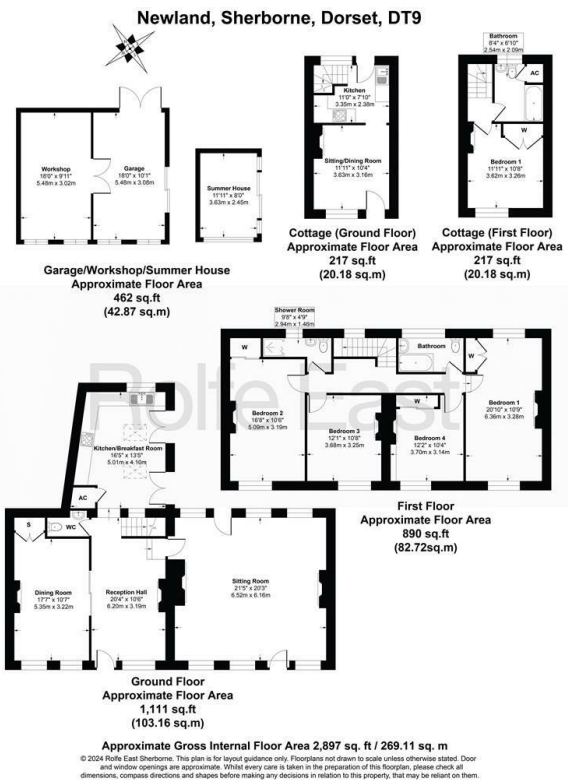 Newland, Sherborne, Dorset, DT9
Workshop
18'0" x 9'11"
5.48m x 3.02m
Garage
18'0" x 10'1"
5.48m x 3.08m
Summer House
11'11" x 8'0"
3.63m x 2.45m
Garage/Workshop/Summer House
Approximate Floor Area
462 sq.ft
(42.87 sq.m)
Kitchen
11'0" x 7'10"
3.35m x 2.38m
Sitting/Dining Room
11'11" x 10'4"
3.63m x 3.16m
Cottage (Ground Floor)
Approximate Floor Area
217 sq.ft
(20.18 sq.m)
Bathroom
8'4" x 6'10"
2.54m x 2.09m
AC
W
Bedroom 1
11'11" x 10'8"
3.62m x 3.26m
Cottage (First Floor)
Approximate Floor Area
217 sq.ft
(20.18 sq.m)
Rolfe East
Shower Room
9'8" x 4'9"
2.94m x 1.46m
W
Bathroom
W
Bedroom 2
16'8" x 10'6"
5.09m x 3.19m
Bedroom 3
12'1" x 10'8"
3.68m x 3.25m
W
Bedroom 4
12'2" x 10'4"
3.70m x 3.14m
Bedroom 1
20'10" x 10'9"
6.36m x 3.28m
First Floor
Approximate Floor Area
890 sq.ft
(82.72sq.m)
Kitchen/Breakfast Room
16'5" x 13'5"
5.01m x 4.10m
AC
S
WC
Dining Room
17'7" x 10'7"
5.35m x 3.22m
Reception Hall
20'4" x 10'6"
6.20m x 3.19m
Sitting Room
21'5" x 20'3"
6.52m x 6.16m
Ground Floor
Approximate Floor Area
1,111 sq.ft
(103.16 sq.m)
Approximate Gross Internal Floor Area 2,897 sq. ft / 269.11 sq. m
© 2024 Rolfe East Sherborne. This plan is for layout guidance only. Floorplans not drawn to scale unless otherwise stated. Door
and window openings are approximate. Whilst every care is taken in the preparation of this floorplan, please check all
dimensions, compass directions and shapes before making any decisions in relation to this property, that may be reliant on them.